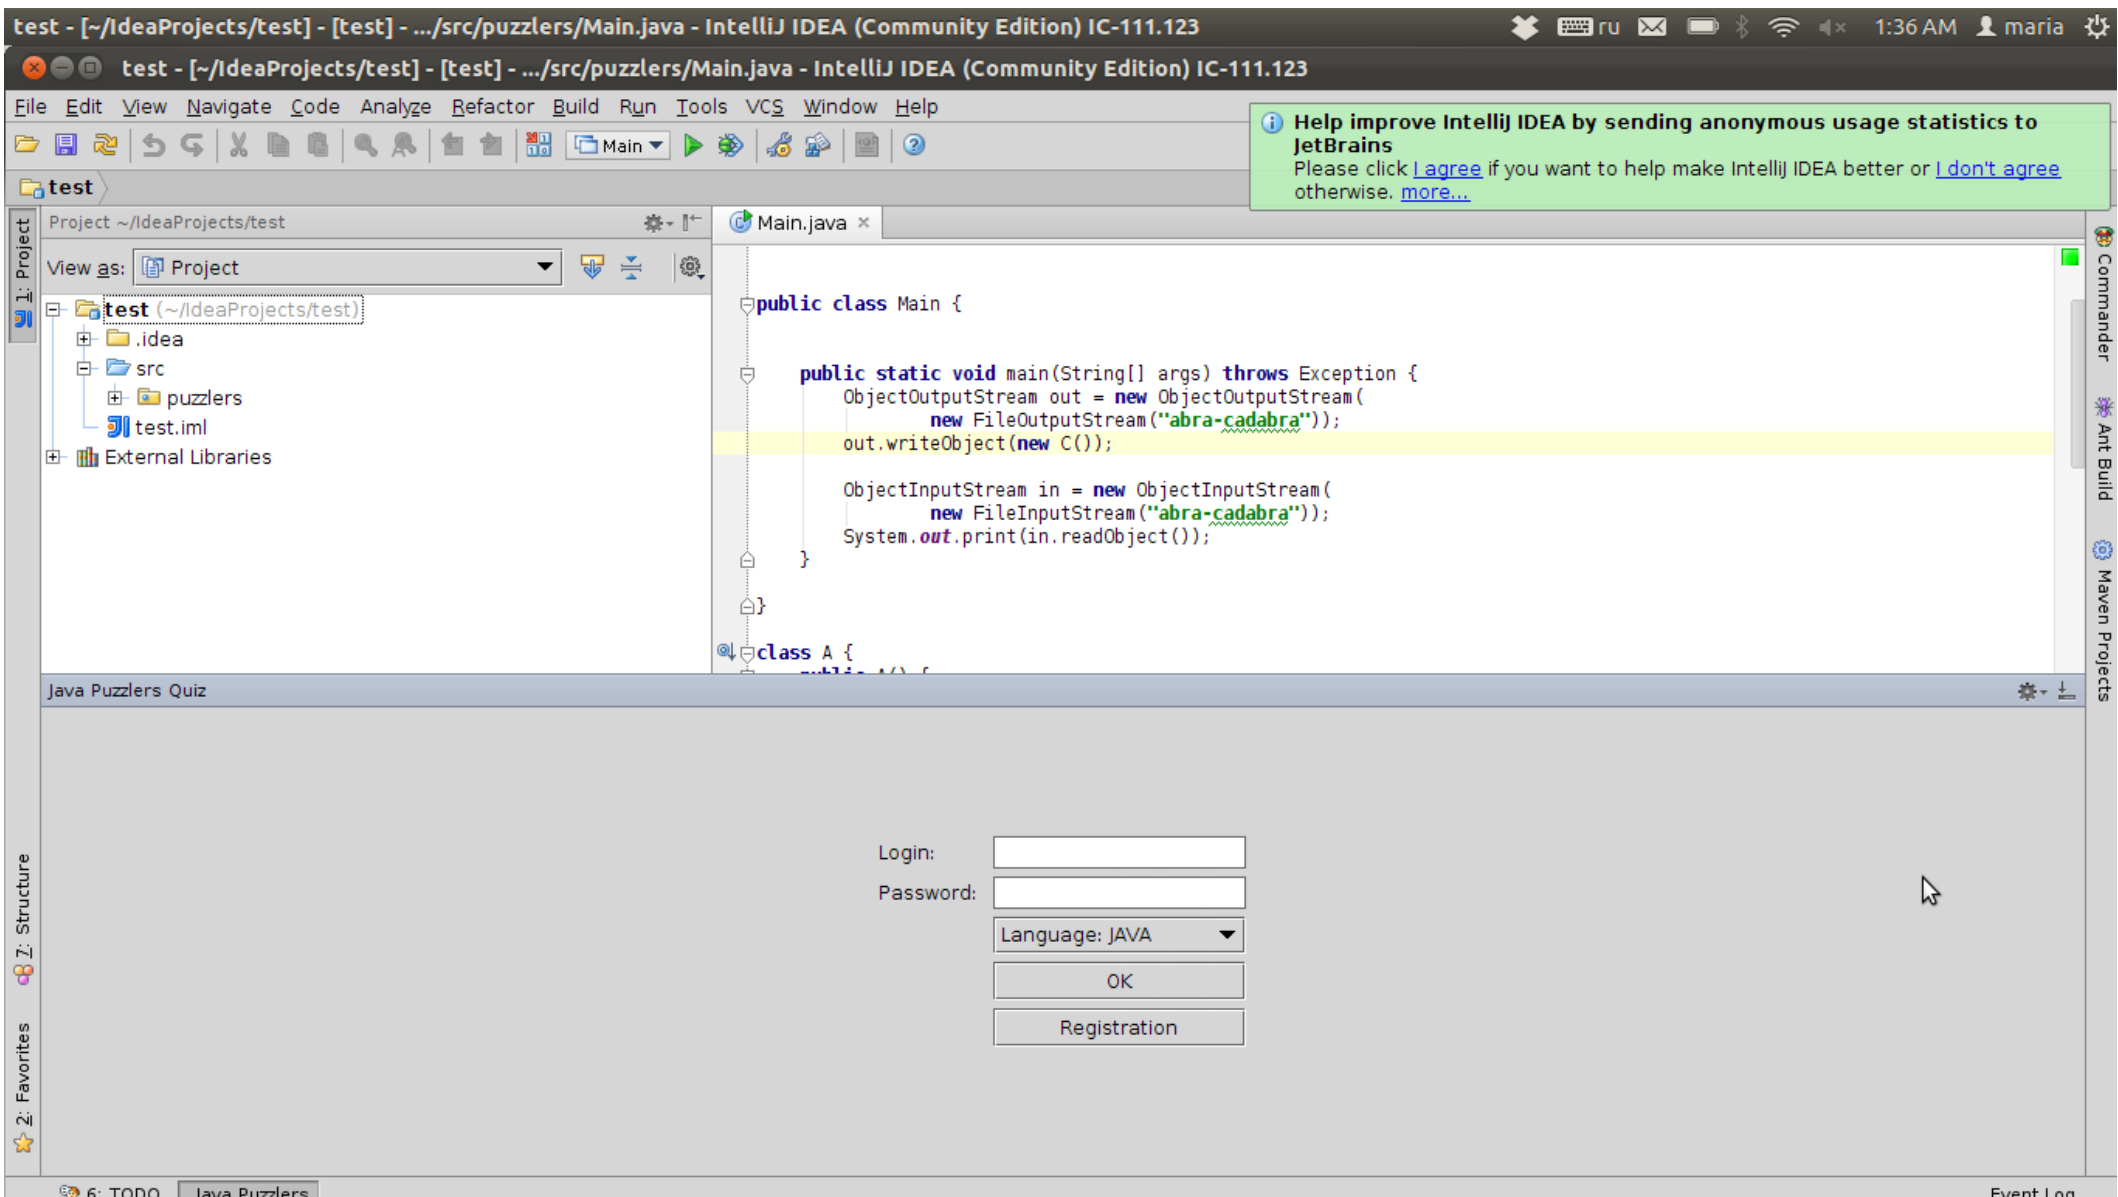 test - [~/IdeaProjects/test] - [test] - .../src/puzzlers/Main.java - IntelliJ IDEA (Community Edition) IC-111.123
ru
1:36 AM
maria
test - [~/IdeaProjects/test] - [test] - .../src/puzzlers/Main.java - IntelliJ IDEA (Community Edition) IC-111.123
File Edit View Navigate Code Analyze Refactor Build Run Tools VCS Window Help
Main
Help improve IntelliJ IDEA by sending anonymous usage statistics to
JetBrains
Please click I agree if you want to help make IntelliJ IDEA better or I don't agree
otherwise. more...
test
1: Project
Project ~/IdeaProjects/test
View as: Project
test (~/IdeaProjects/test)
.idea
src
puzzlers
test.iml
External Libraries
Main.java
public class Main {
public static void main(String[] args) throws Exception {
ObjectOutputStream out = new ObjectOutputStream(
new FileOutputStream("abra-cadabra"));
out.writeObject(new C());
ObjectInputStream in = new ObjectInputStream(
new FileInputStream("abra-cadabra"));
System.out.print(in.readObject());
}
}
class A {
public A() {
Commander
Ant Build
Maven Projects
Java Puzzlers Quiz
Login:
Password:
Language: JAVA
OK
Registration
7: Structure
2: Favorites
6: TODO
Java Puzzlers
Event Log